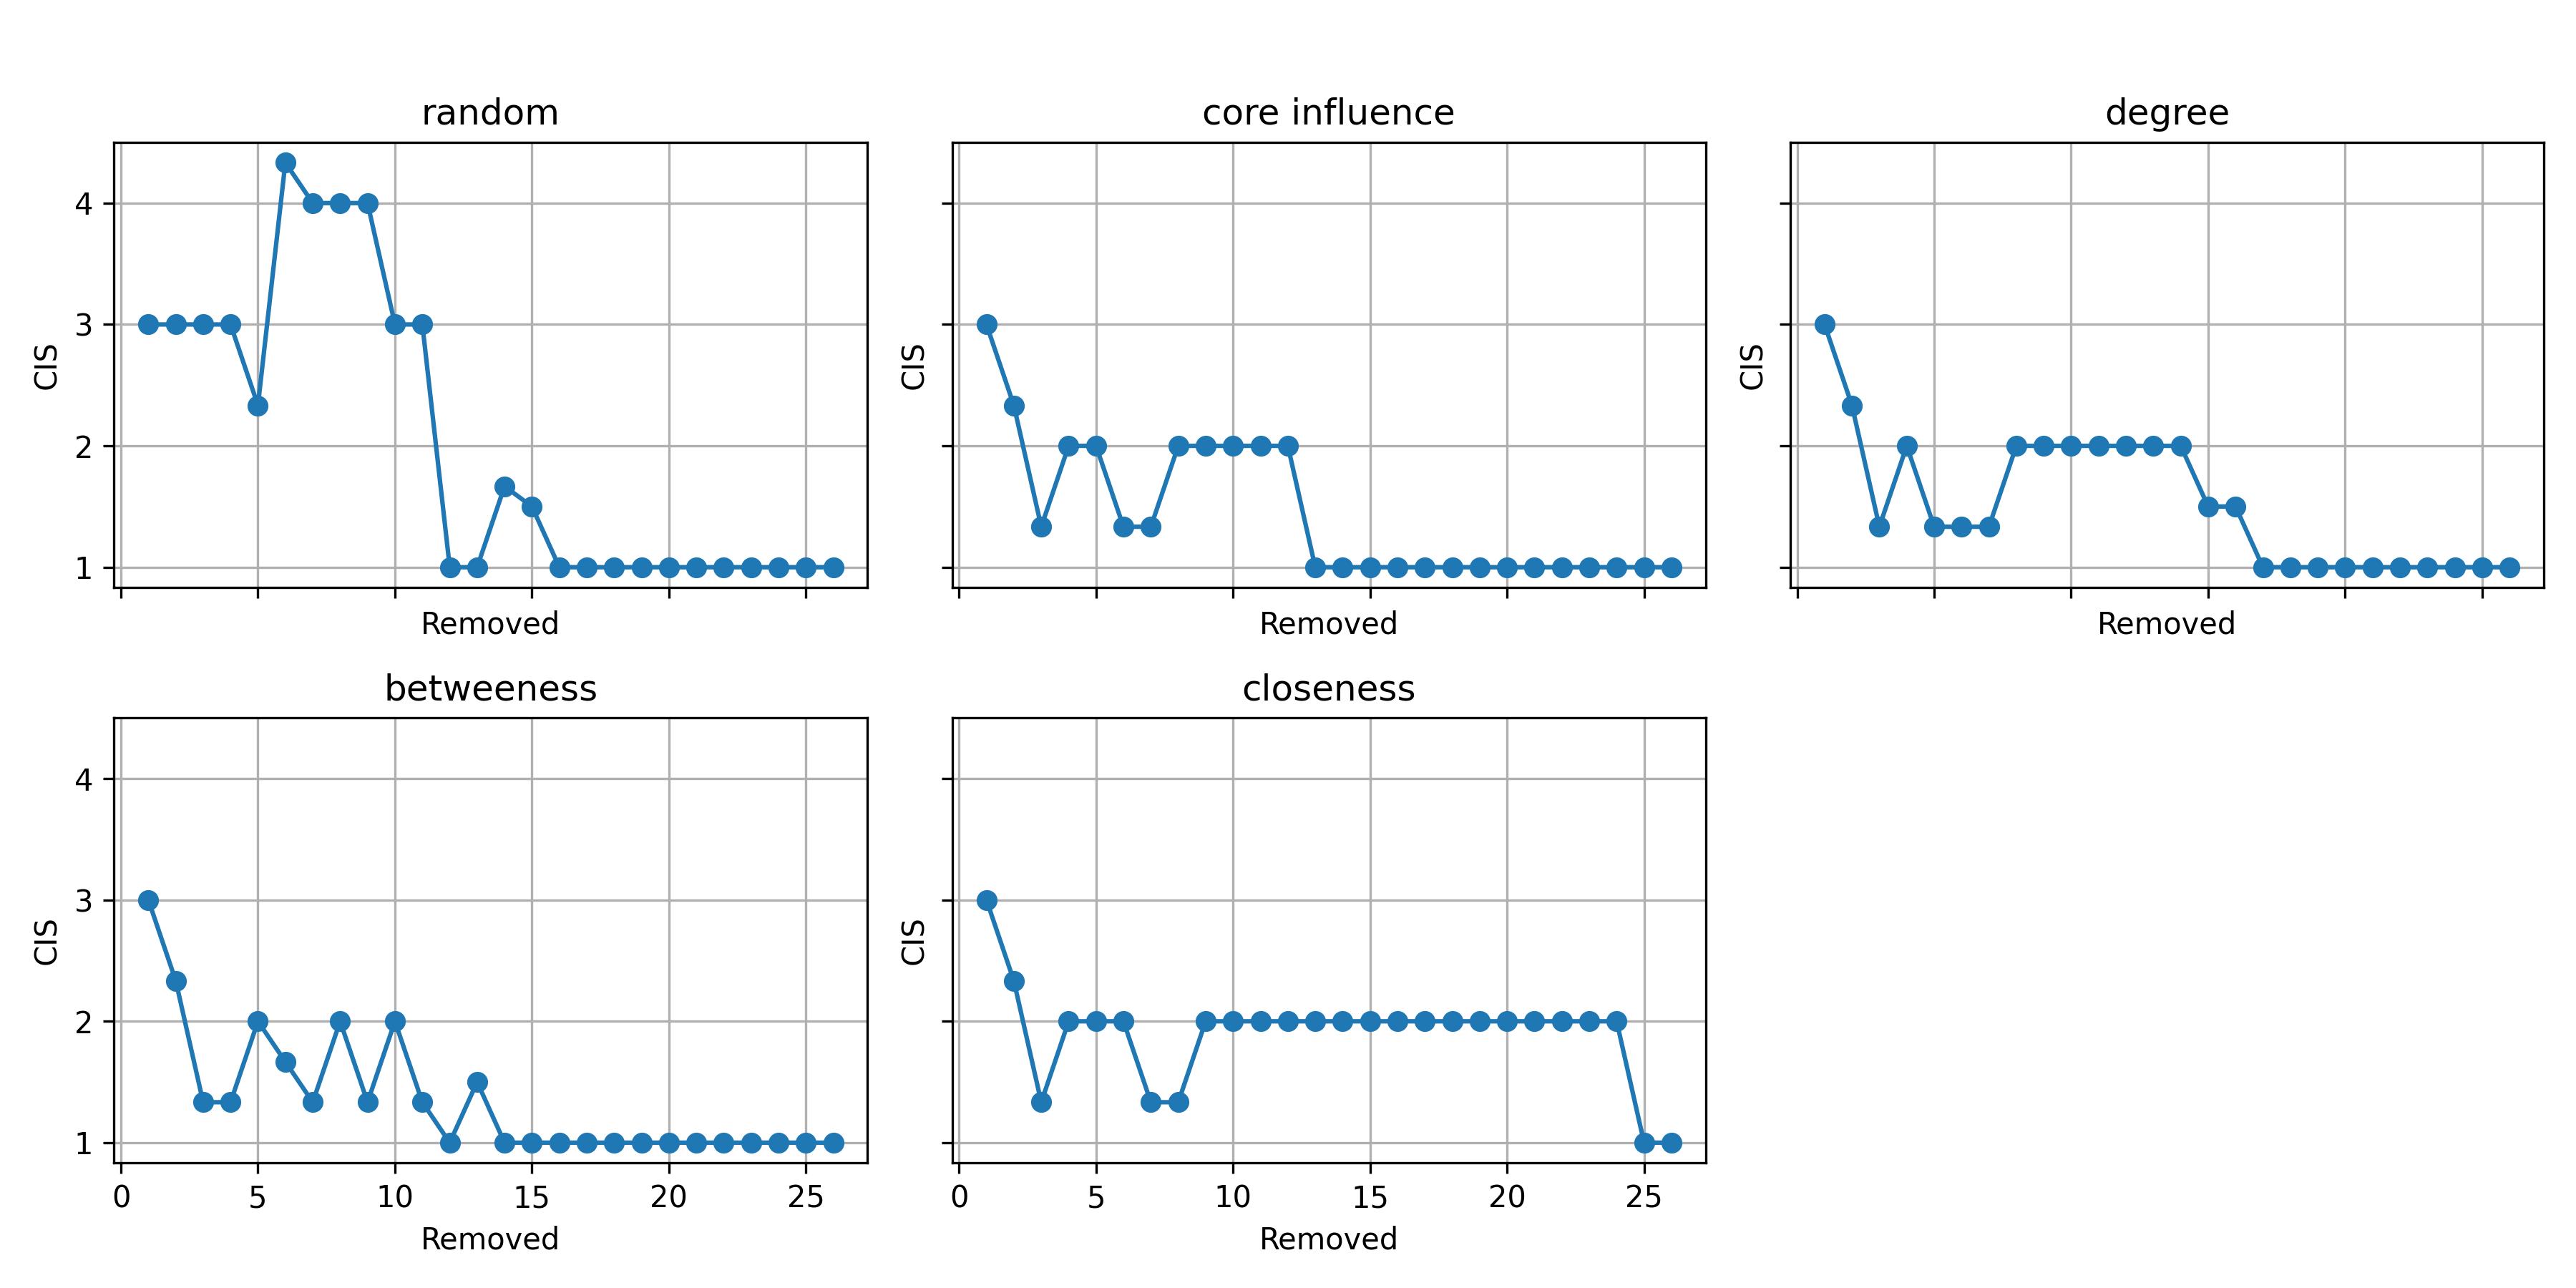 random
core influence
degree
4
3
2
1
CIS
CIS
CIS
Removed
Removed
Removed
betweeness
closeness
4
3
2
1
CIS
CIS
0 5 10 15 20 25
0 5 10 15 20 25
Removed
Removed